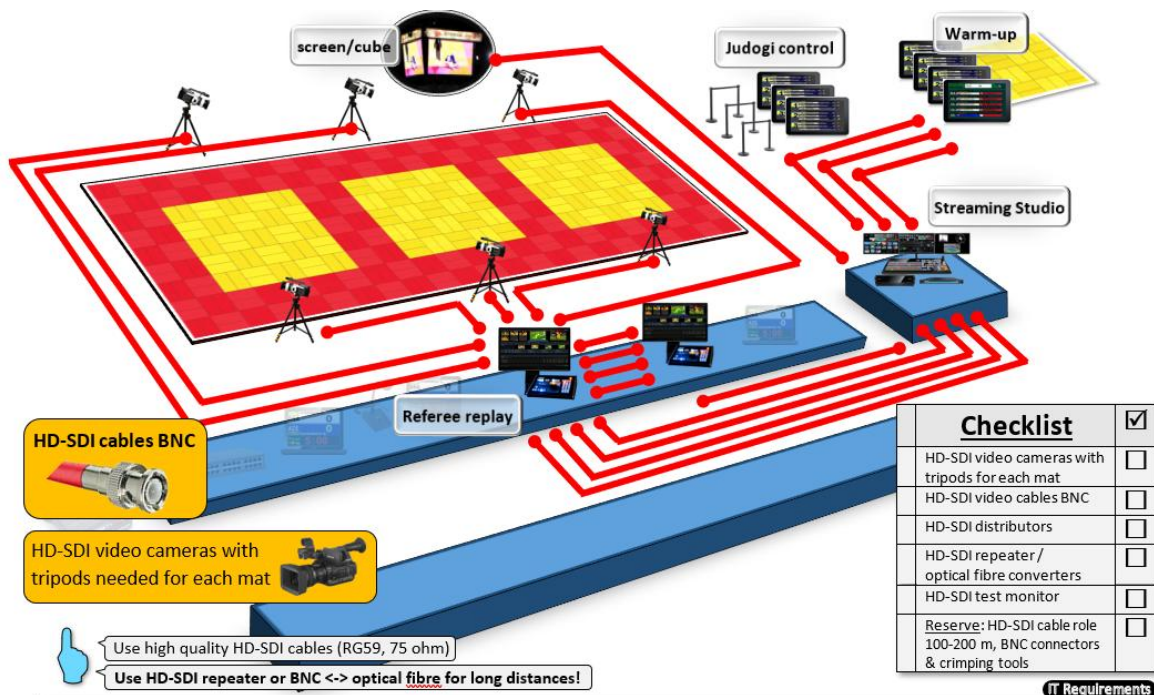 screen/cube
Judogi control
Warm-up
Streaming Studio
Referee replay
HD-SDI cables BNC
HD-SDI video cameras with
tripods needed for each mat
Use high quality HD-SDI cables (RG59, 75 ohm)
Use HD-SDI repeater or BNC <-> optical fibre for long distances!
Checklist
HD-SDI video cameras with
tripods for each mat
HD-SDI video cables BNC
HD-SDI distributors
HD-SDI repeater /
optical fibre converters
HD-SDI test monitor
Reserve: HD-SDI cable role
100-200 m, BNC connectors
& crimping tools
IT Requirements